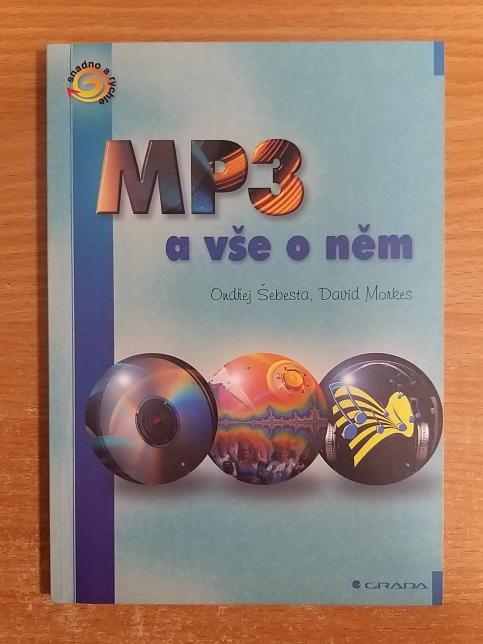 snadno a rychle
MP3
a vše o něm
Ondřej Šebesta, David Morkes
GRADA